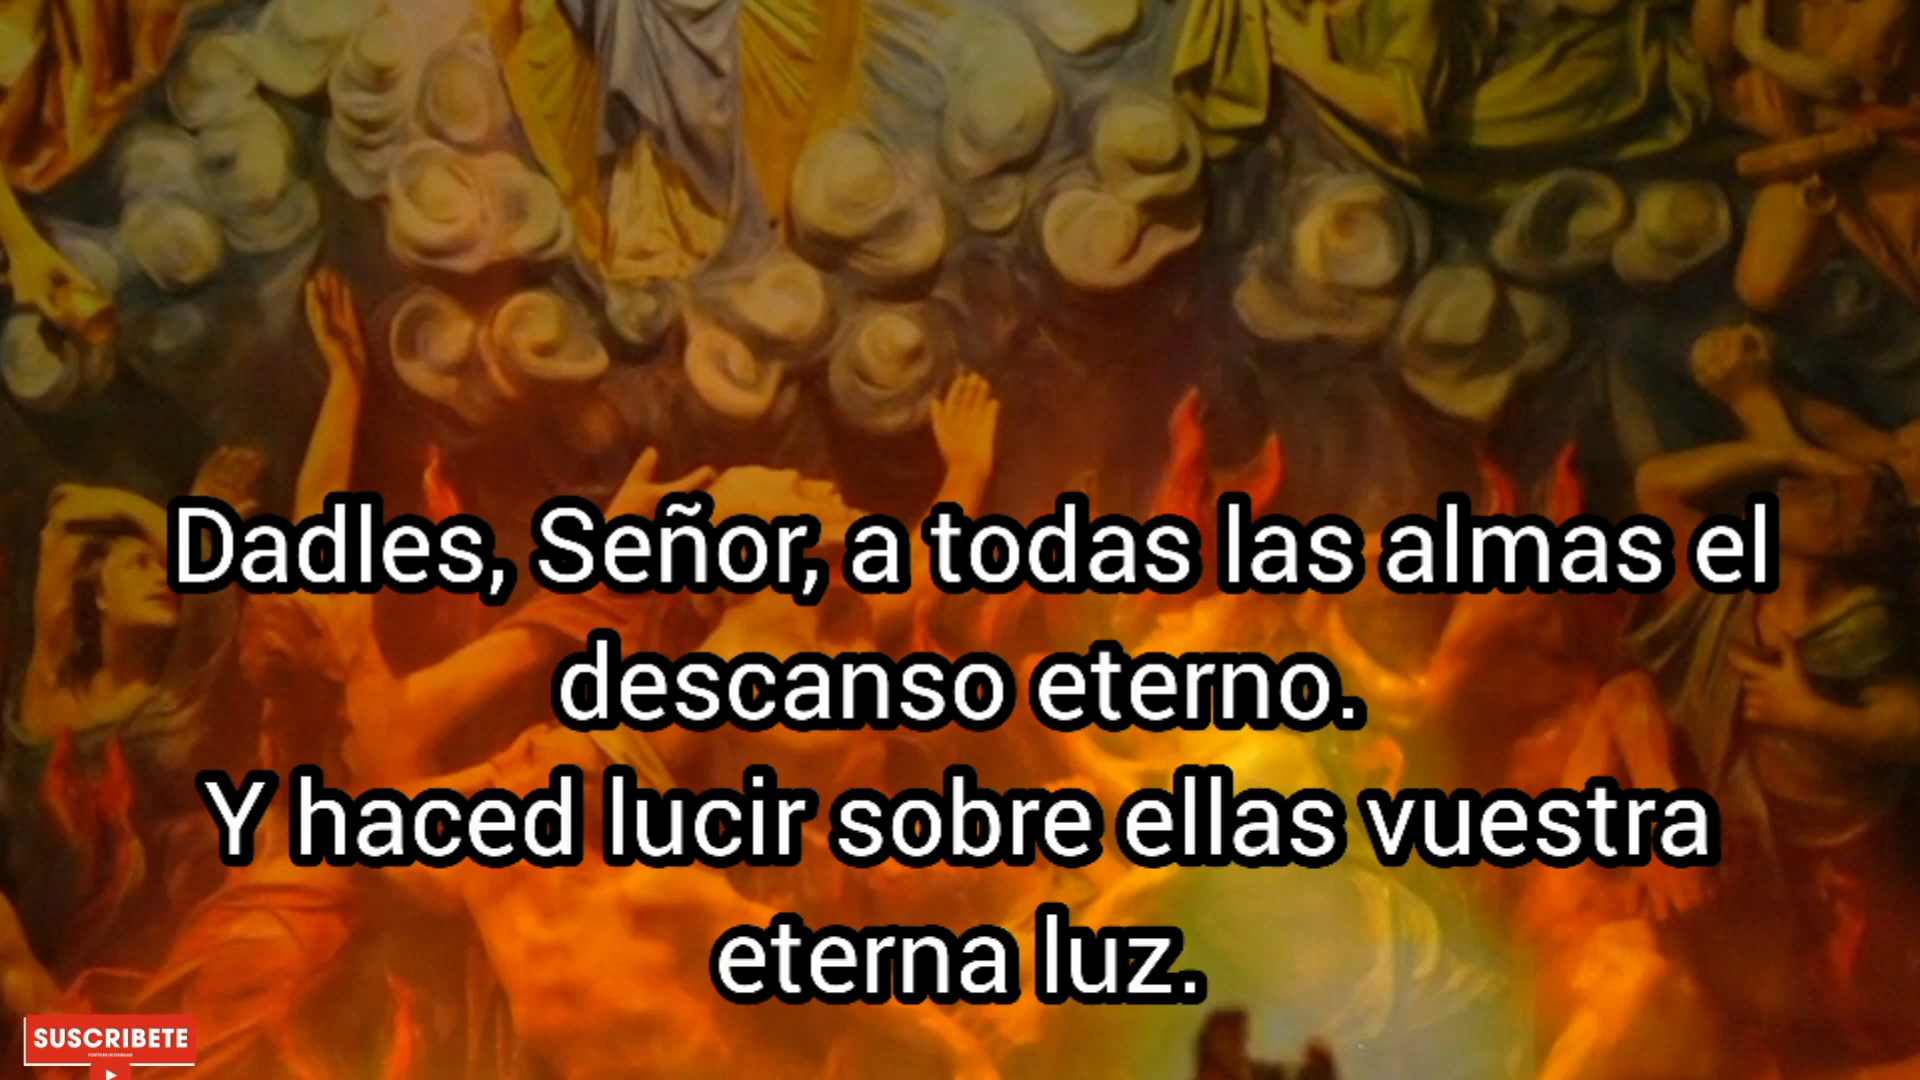 Dadles, Señor, a todas las almas el
descanso eterno.
Y haced lucir sobre ellas vuestra
eterna luz.
SUSCRIBETE